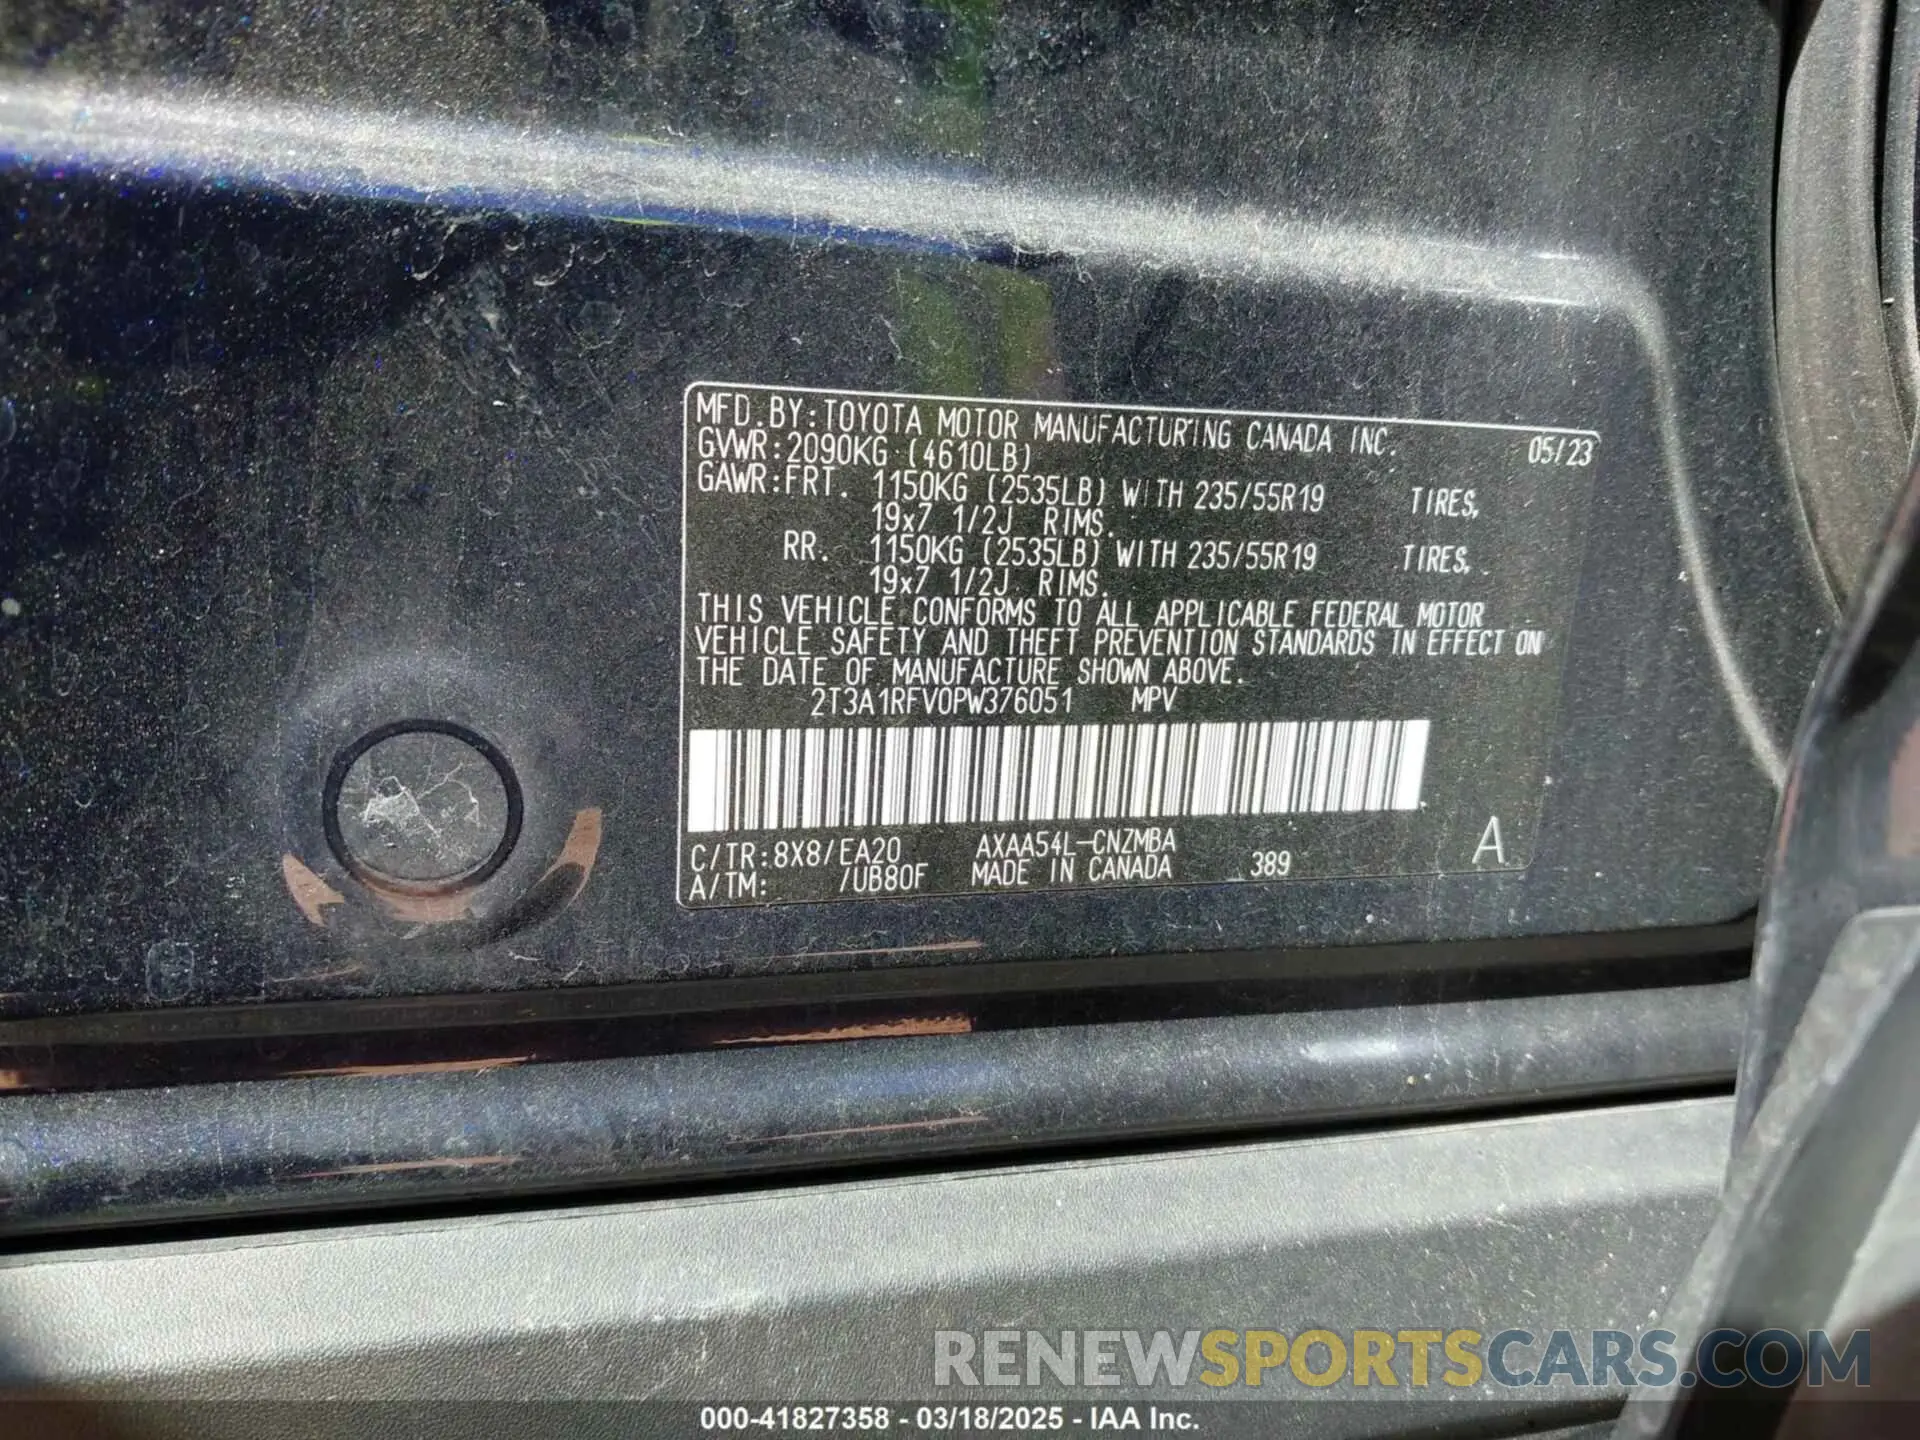 MFD.BY:TOYOTA MOTOR MANUFACTURING CANADA INC. 05/23
GVWR:2090KG (4610LB)
GAWR:FRT. 1150KG (2535LB) WITH 235/55R19 TIRES,
19x7 1/2J RIMS.
RR. 1150KG (2535LB) WITH 235/55R19 TIRES,
19x7 1/2J RIMS.
THIS VEHICLE CONFORMS TO ALL APPLICABLE FEDERAL MOTOR
VEHICLE SAFETY AND THEFT PREVENTION STANDARDS IN EFFECT ON
THE DATE OF MANUFACTURE SHOWN ABOVE.
2T3A1RFV0PW376051 MPV
C/TR:8X8/EA20 AXAA54L-CNZMBA
A/TM: /UB80F MADE IN CANADA 389 A
RENEWSPORTSCARS.COM
000-41827358 - 03/18/2025 - IAA Inc.